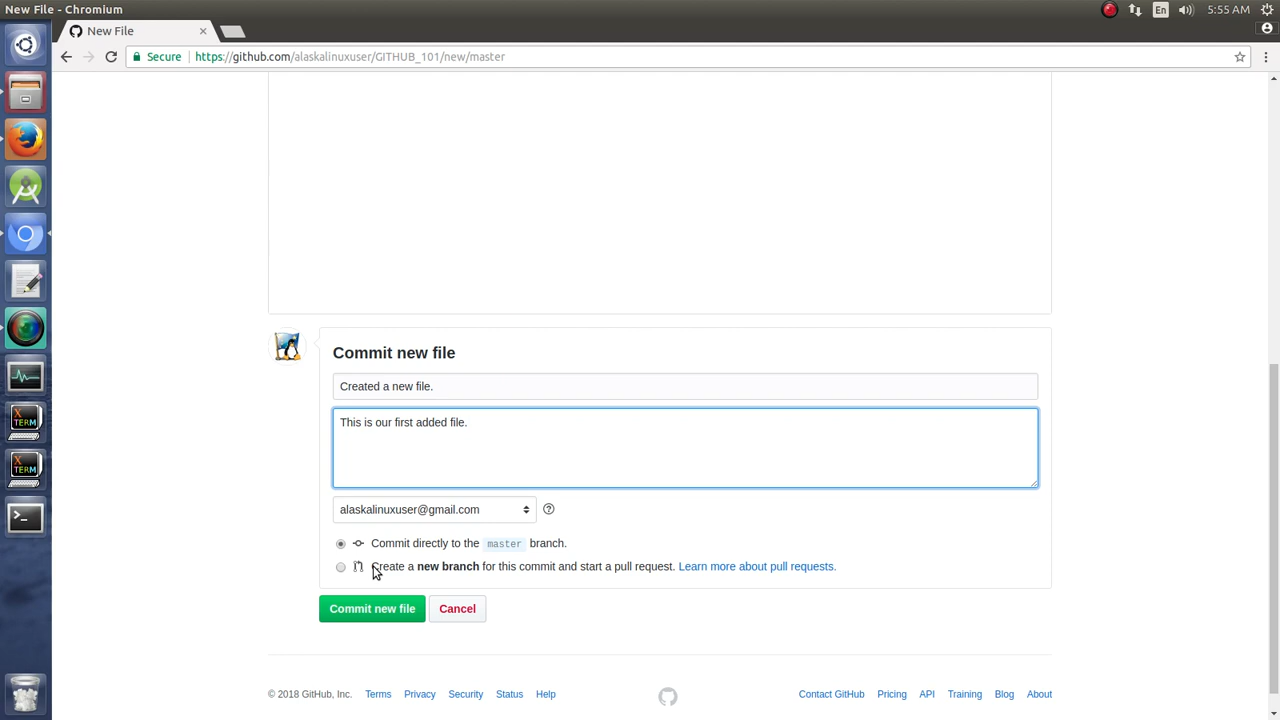 New File - Chromium
En
5:55 AM
New File
Secure
https://github.com/alaskalinuxuser/GITHUB_101/new/master
Commit new file
Created a new file.
This is our first added file.
alaskalinuxuser@gmail.com
Commit directly to the master branch.
Create a new branch for this commit and start a pull request. Learn more about pull requests.
Commit new file
Cancel
X
TERM
X
TERM
© 2018 GitHub, Inc.
Terms
Privacy
Security
Status
Help
Contact GitHub
Pricing
API
Training
Blog
About